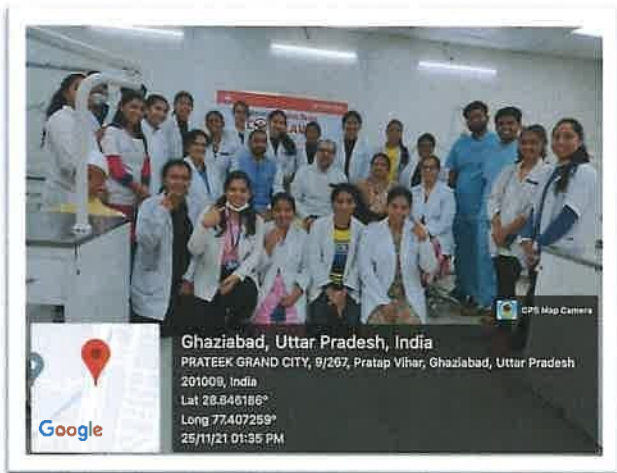 GPS Map Camera
Ghaziabad, Uttar Pradesh, India
PRATEEK GRAND CITY, 9/267, Pratap Vihar, Ghaziabad, Uttar Pradesh
201009, India
Lat 28.646186°
Long 77.407259°
25/11/21 01:35 PM
Google